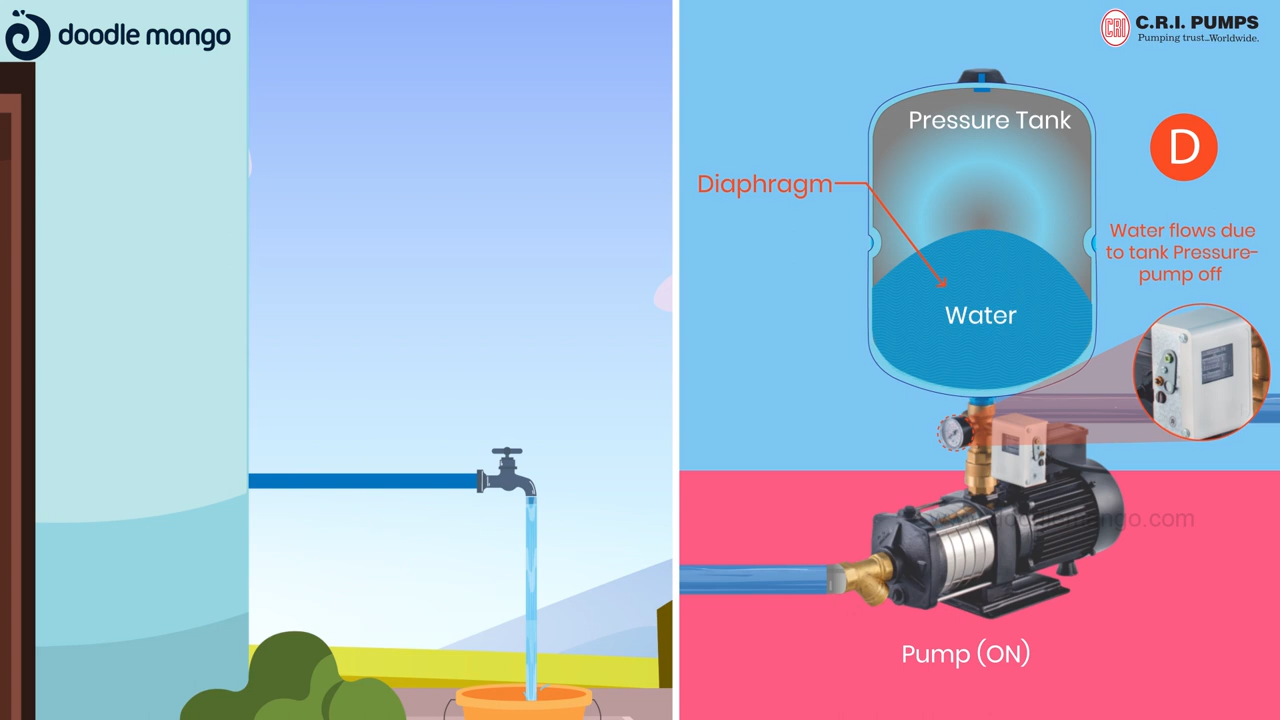 doodle mango
CRI
C.R.I. PUMPS
Pumping trust...Worldwide.
Pressure Tank
D
Diaphragm
Water flows due
to tank Pressure-
pump off
Water
Pump (ON)